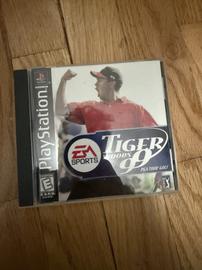 PlayStation
EA
SPORTS
TIGER
WOODS
99
PGA TOUR GOLF
E